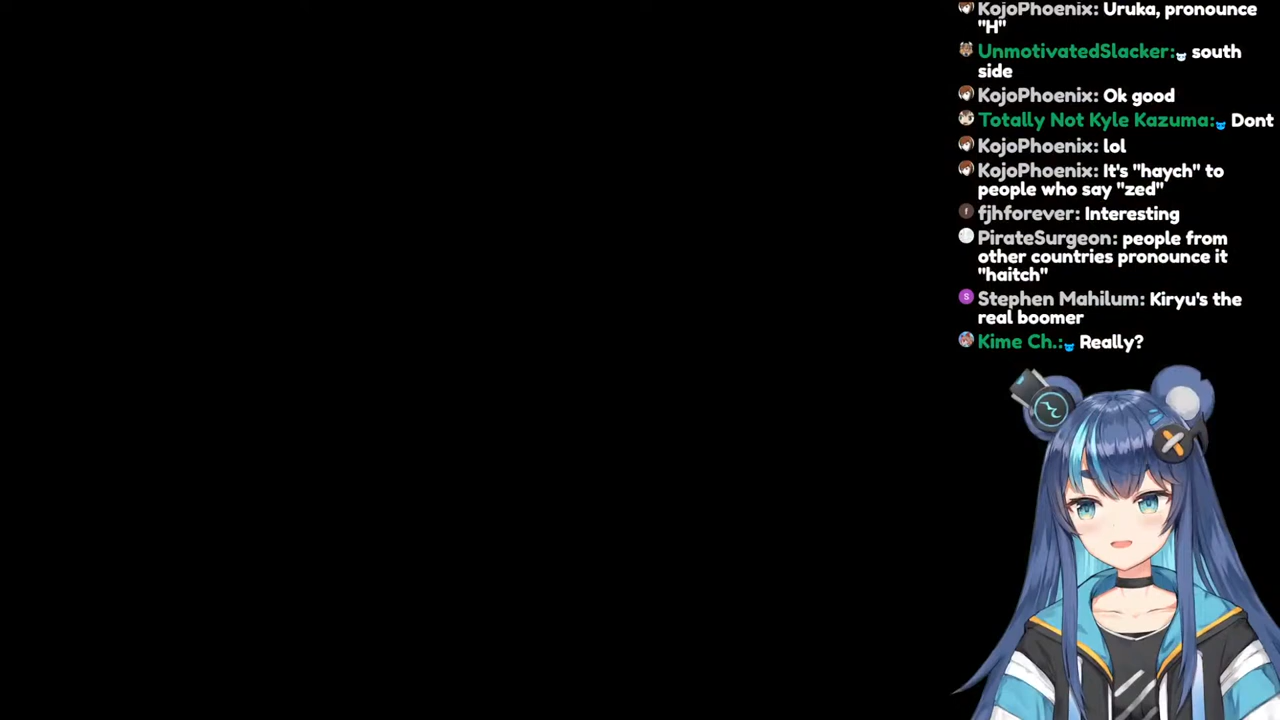 KojoPhoenix: Uruka, pronounce
"H"
UnmotivatedSlacker: south
side
KojoPhoenix: Ok good
Totally Not Kyle Kazuma: Dont
KojoPhoenix: lol
KojoPhoenix: It's "haych" to
people who say "zed"
f fjhforever: Interesting
PirateSurgeon: people from
other countries pronounce it
"haitch"
S Stephen Mahilum: Kiryu's the
real boomer
Kime Ch.: Really?